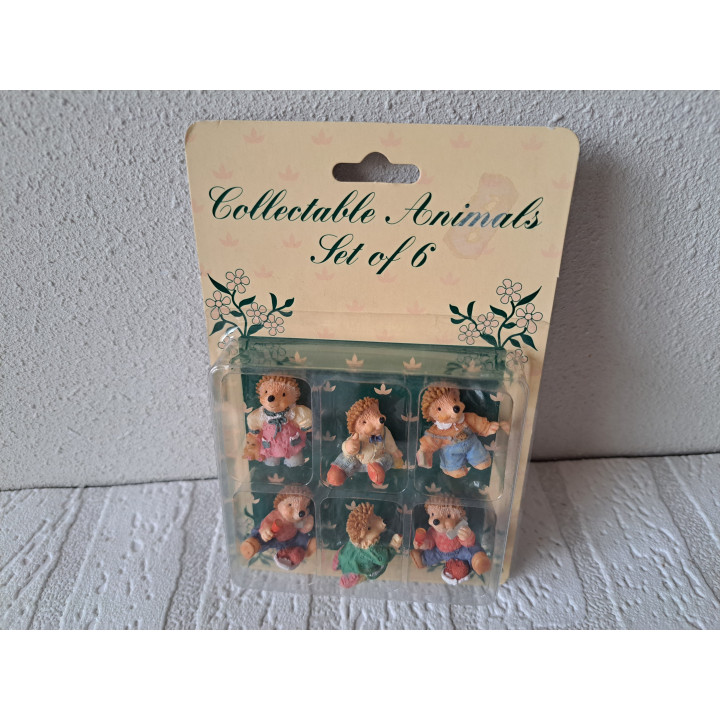 Collectable Animals
Set of 6